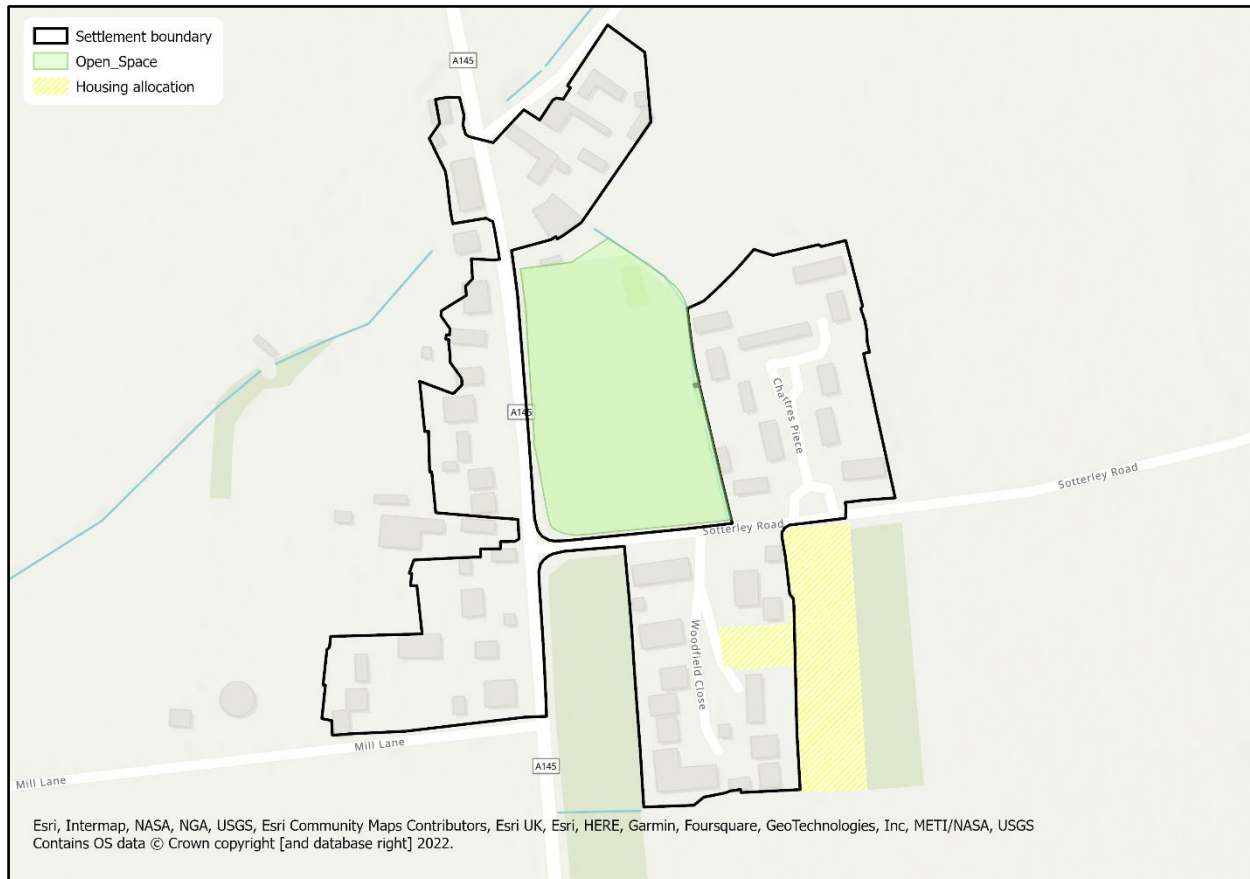 Settlement boundary
Open_Space
Housing allocation
A145
A145
Chartres Piece
Sotterley Road
Sotterley Road
Woodfield Close
Mill Lane
A145
Mill Lane
Esri, Intermap, NASA, NGA, USGS, Esri Community Maps Contributors, Esri UK, Esri, HERE, Garmin, Foursquare, GeoTechnologies, Inc, METI/NASA, USGS
Contains OS data © Crown copyright [and database right] 2022.